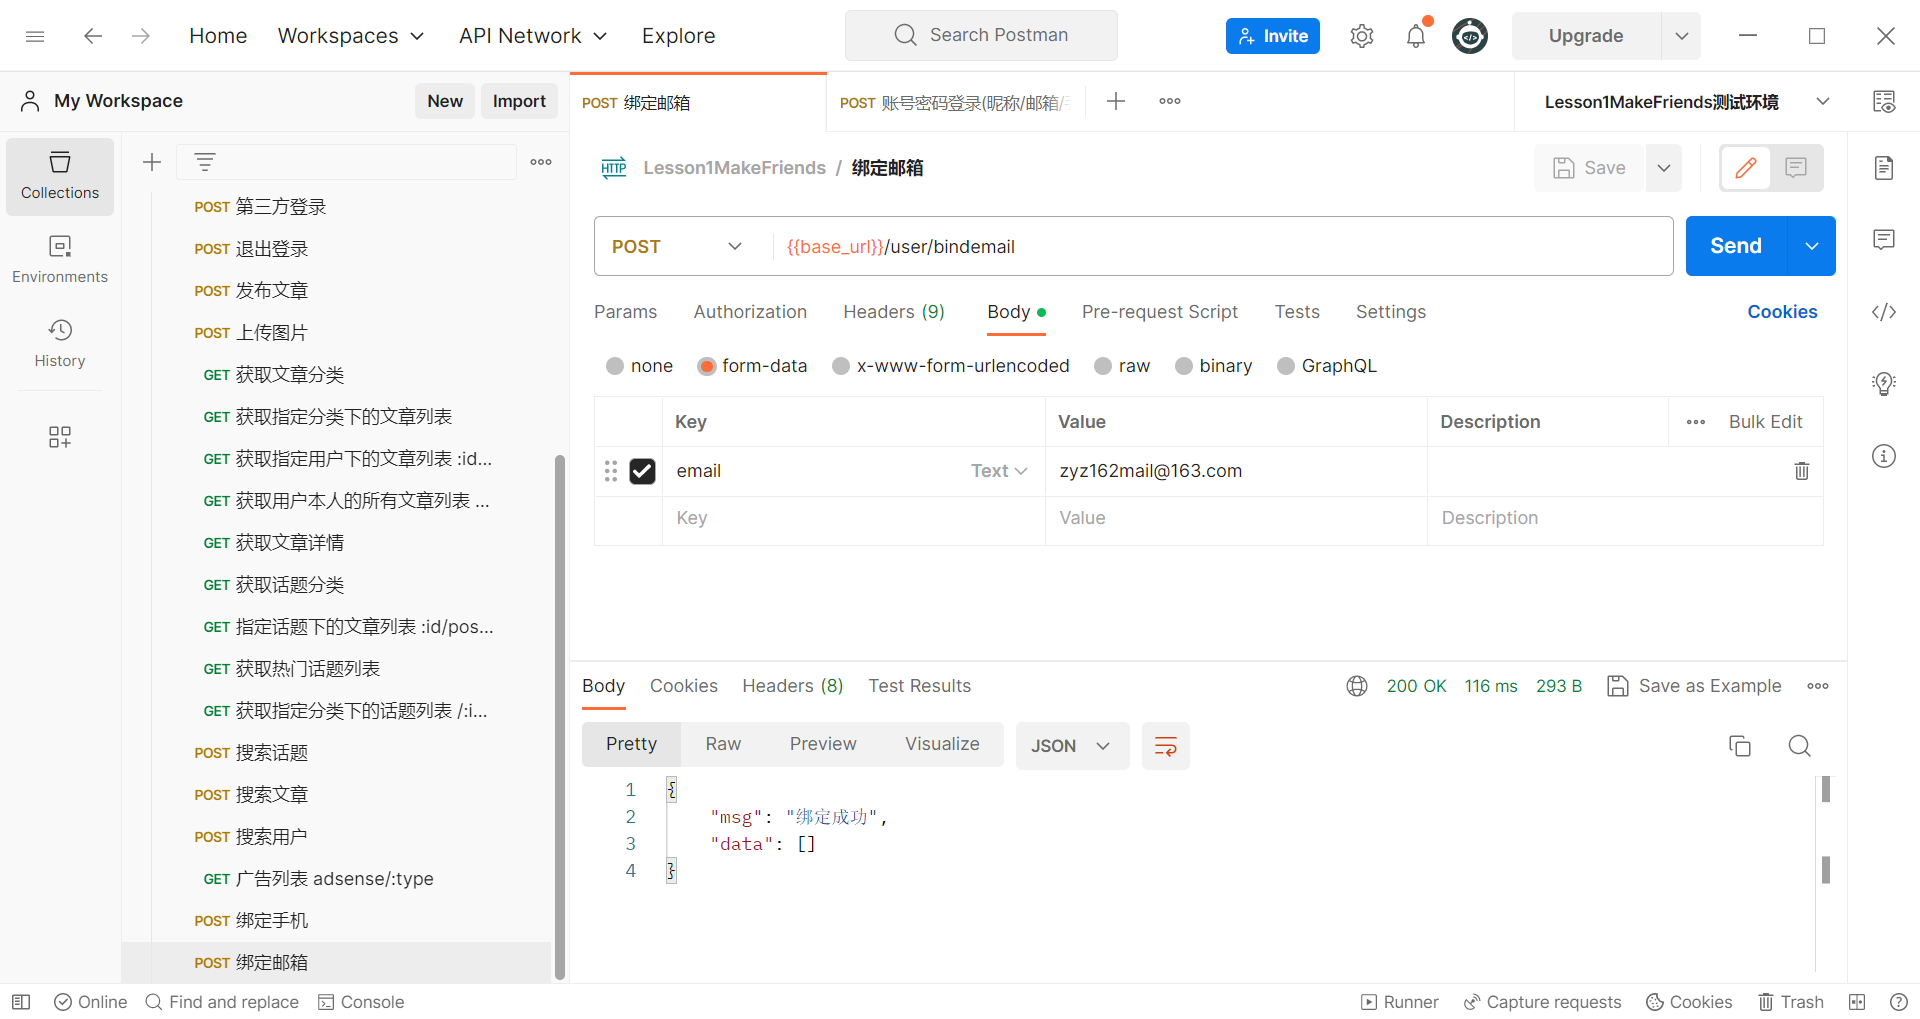 Home Workspaces API Network Explore Search Postman Invite Upgrade
My Workspace New Import
POST 绑定邮箱 POST 账号密码登录(昵称/邮箱/ Lesson1MakeFriends测试环境
Collections
Environments
History
POST 第三方登录
POST 退出登录
POST 发布文章
POST 上传图片
GET 获取文章分类
GET 获取指定分类下的文章列表
GET 获取指定用户下的文章列表 :id...
GET 获取用户本人的所有文章列表 ...
GET 获取文章详情
GET 获取话题分类
GET 指定话题下的文章列表 :id/pos...
GET 获取热门话题列表
GET 获取指定分类下的话题列表 /:i...
POST 搜索话题
POST 搜索文章
POST 搜索用户
GET 广告列表 adsense/:type
POST 绑定手机
POST 绑定邮箱
HTTP Lesson1MakeFriends / 绑定邮箱 Save
POST {{base_url}}/user/bindemail Send
Params Authorization Headers (9) Body Pre-request Script Tests Settings Cookies
none form-data x-www-form-urlencoded raw binary GraphQL
Key Value Description Bulk Edit
email Text zyz162mail@163.com
Key Value Description
Body Cookies Headers (8) Test Results 200 OK 116 ms 293 B Save as Example
Pretty Raw Preview Visualize JSON
1 {
2 "msg": "绑定成功",
3 "data": []
4 }
Online Find and replace Console Runner Capture requests Cookies Trash